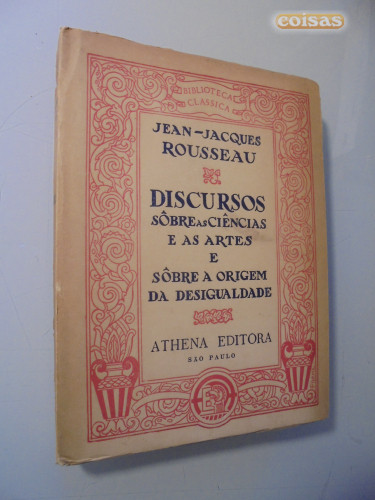 coisas
BIBLIOTECA
CLASSICA
JEAN-JACQUES
ROUSSEAU
DISCURSOS
SÔBRE AS CIÊNCIAS
E AS ARTES
E
SÔBRE A ORIGEM
DA DESIGUALDADE
ATHENA EDITORA
SÃO PAULO